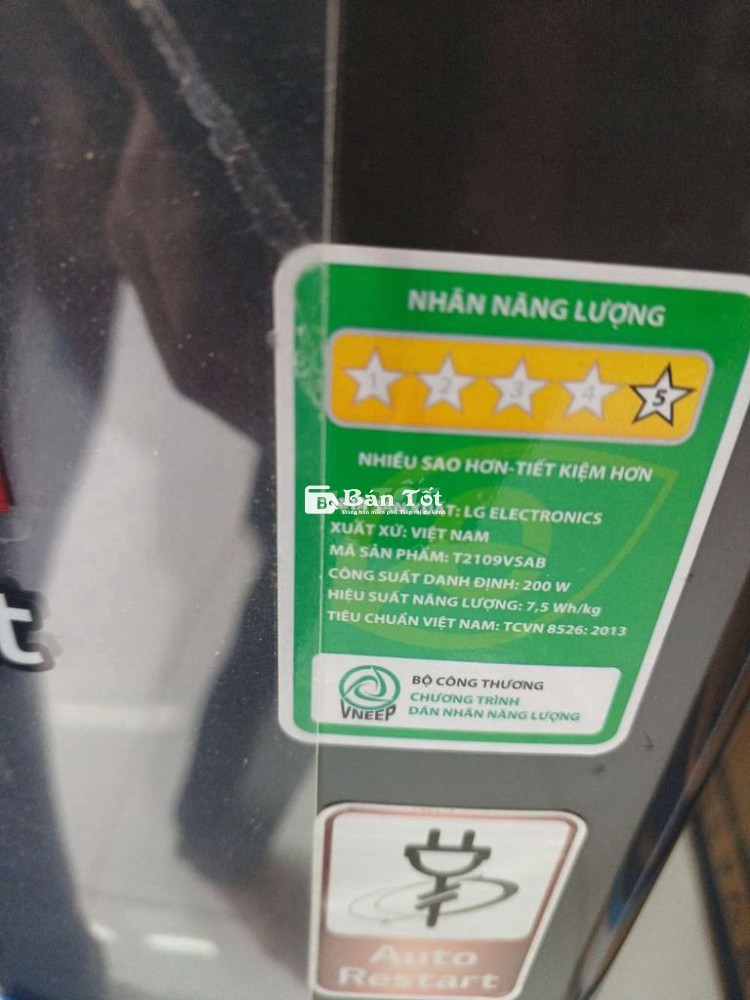 NHÃN NĂNG LƯỢNG
1 2 3 4 5
NHIỀU SAO HƠN-TIẾT KIỆM HƠN
Bán Tốt
LG ELECTRONICS
XUẤT XỨ: VIỆT NAM
MÃ SẢN PHẨM: T2109VSAB
CÔNG SUẤT DANH ĐỊNH: 200 W
HIỆU SUẤT NĂNG LƯỢNG: 7,5 Wh/kg
TIÊU CHUẨN VIỆT NAM: TCVN 8526: 2013
VNEEP
BỘ CÔNG THƯƠNG
CHƯƠNG TRÌNH
DÁN NHÃN NĂNG LƯỢNG
t
Auto
Restart